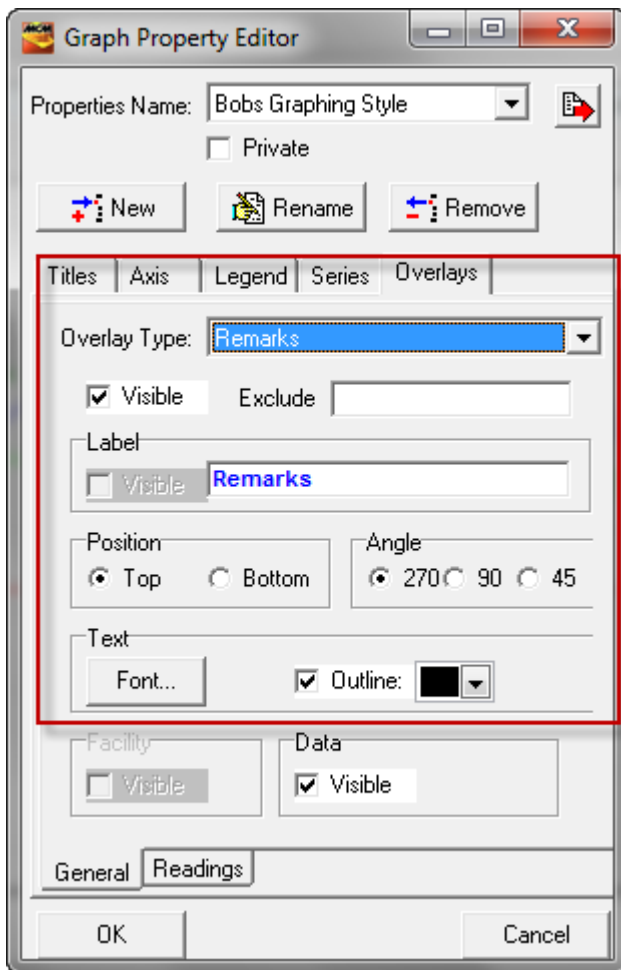 MCM
Graph Property Editor
Properties Name: Bobs Graphing Style
Private
New Rename Remove
Titles Axis Legend Series Overlays
Overlay Type: Remarks
Visible Exclude
Label
Visible Remarks
Position Angle
Top Bottom 270 90 45
Text
Font... Outline:
Facility Data
Visible Visible
General Readings
OK Cancel